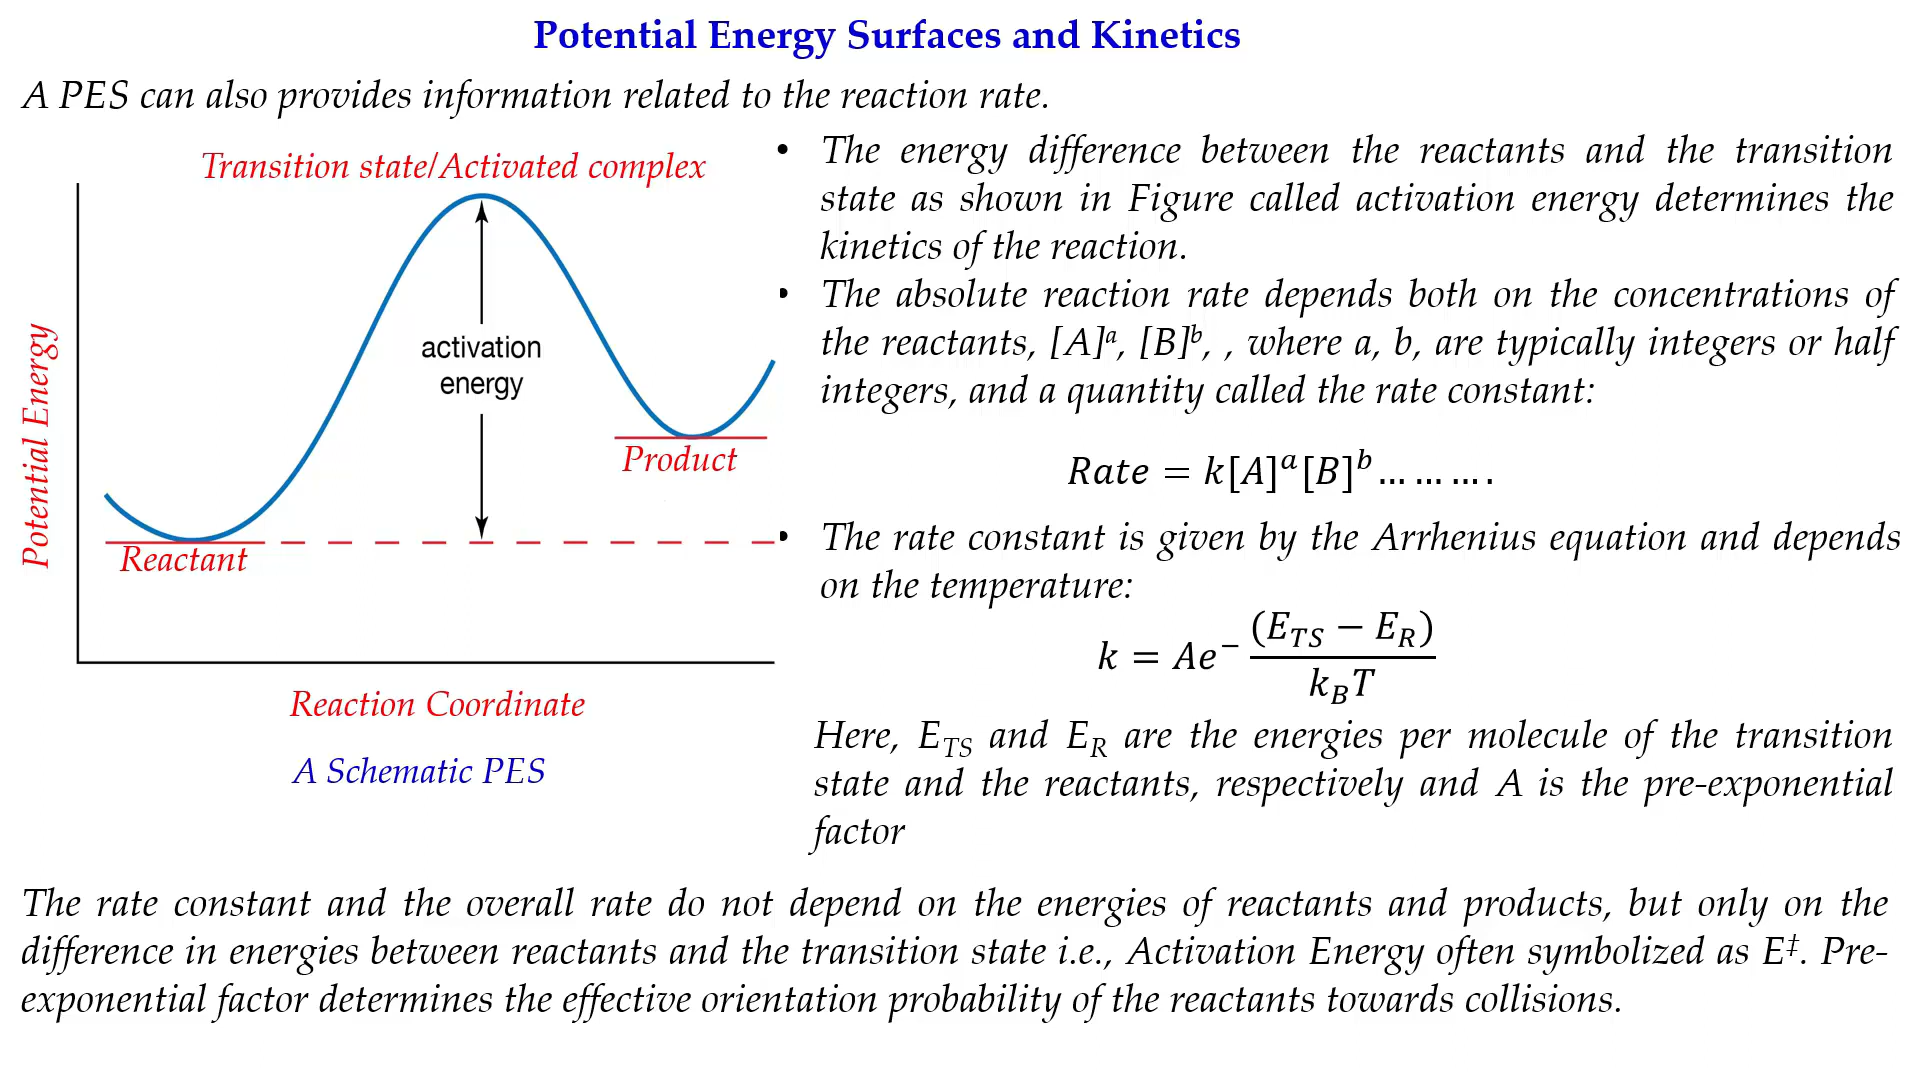 Potential Energy Surfaces and Kinetics
A PES can also provides information related to the reaction rate.
Transition state/Activated complex
Potential Energy
activation
energy
Product
Reactant
Reaction Coordinate
A Schematic PES
• The energy difference between the reactants and the transition
state as shown in Figure called activation energy determines the
kinetics of the reaction.
• The absolute reaction rate depends both on the concentrations of
the reactants, [A]ᵃ, [B]ᵇ, , where a, b, are typically integers or half
integers, and a quantity called the rate constant:
Rate = k[A]ᵃ[B]ᵇ… … … .
• The rate constant is given by the Arrhenius equation and depends
on the temperature:
k = Ae⁻ (E_TS − E_R) / k_BT
Here, E_TS and E_R are the energies per molecule of the transition
state and the reactants, respectively and A is the pre-exponential
factor
The rate constant and the overall rate do not depend on the energies of reactants and products, but only on the
difference in energies between reactants and the transition state i.e., Activation Energy often symbolized as E‡. Pre-
exponential factor determines the effective orientation probability of the reactants towards collisions.